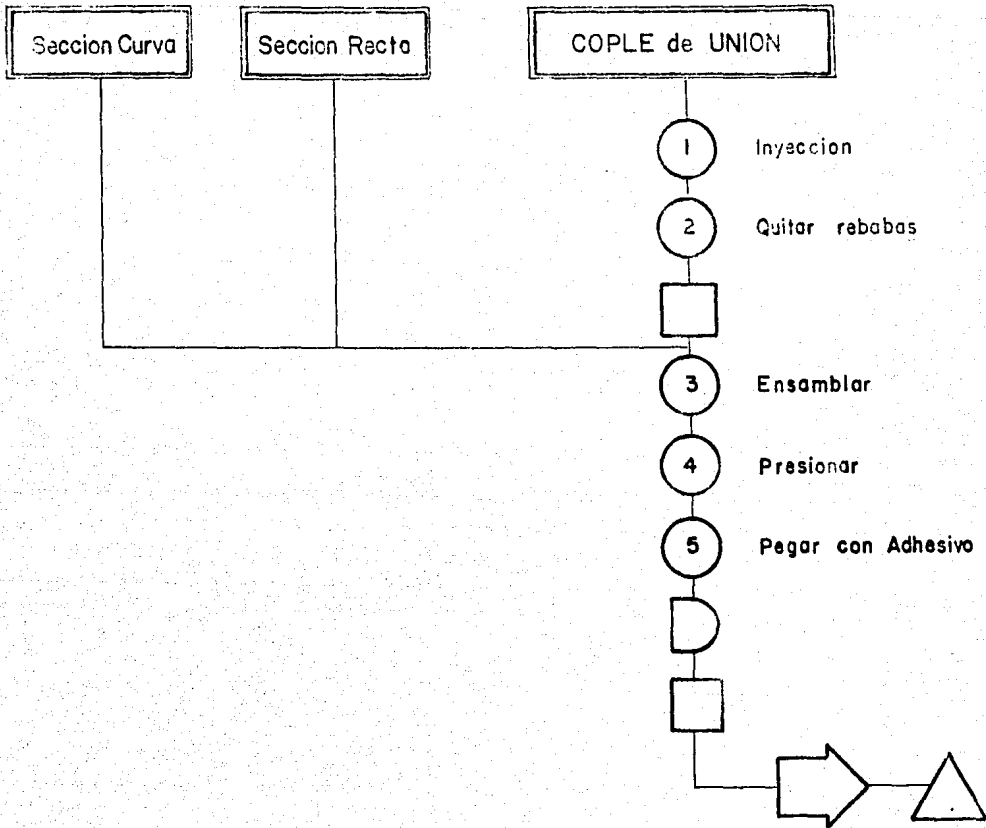 Seccion Curva
Seccion Recta
COPLE de UNION
1 Inyeccion
2 Quitar rebabas
3 Ensamblar
4 Presionar
5 Pegar con Adhesivo